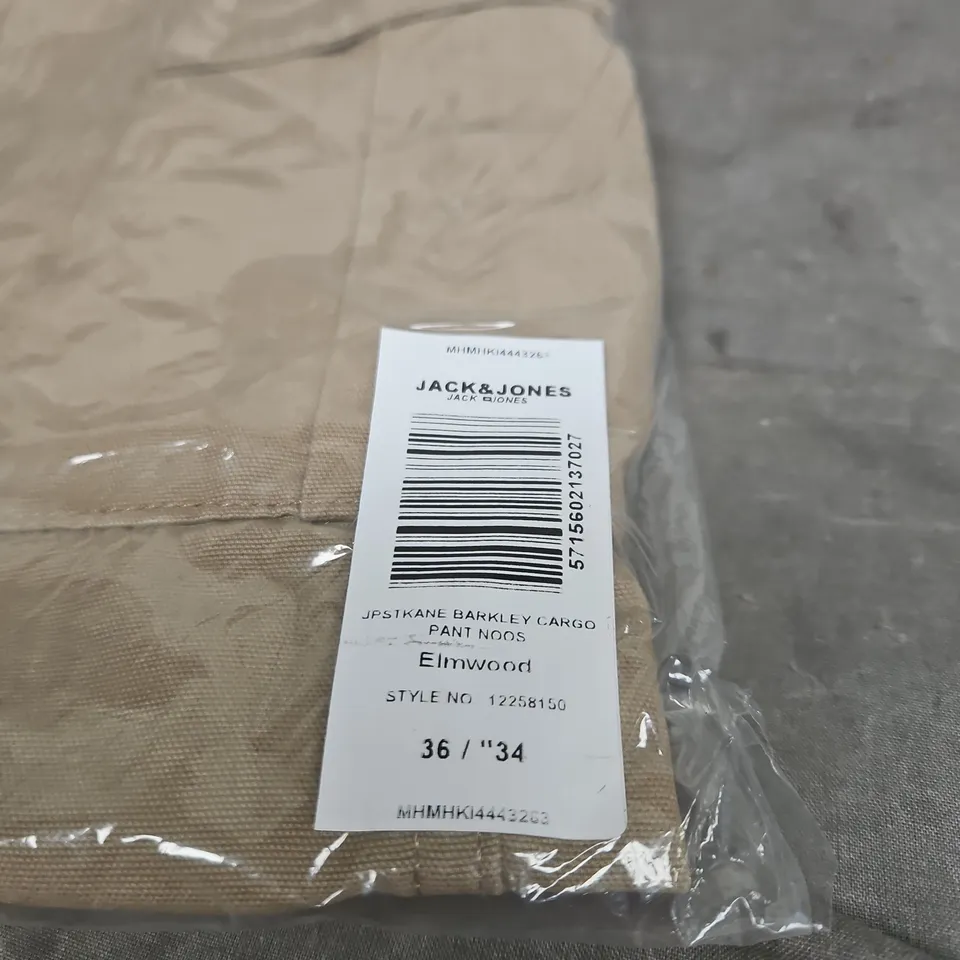 MHMHKI4443263
JACK&JONES
JACK JONES
5715602137027
JPSTKANE BARKLEY CARGO
PANT NOOS
Elmwood
STYLE NO 12258150
36 / "34
MHMHKI4443263